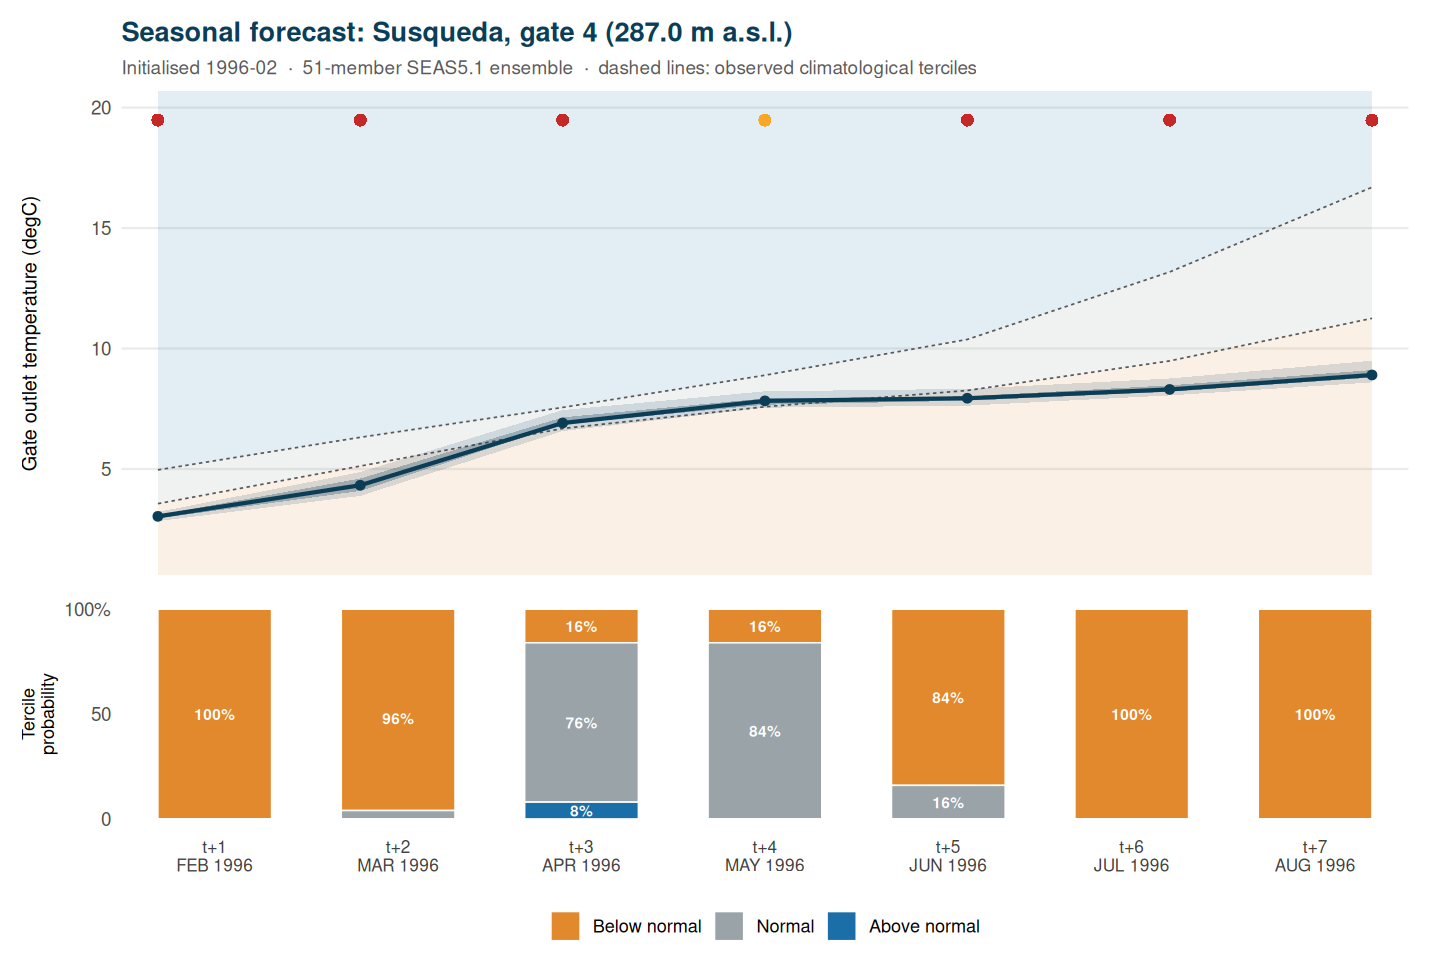 Seasonal forecast: Susqueda, gate 4 (287.0 m a.s.l.)
Initialised 1996-02 · 51-member SEAS5.1 ensemble · dashed lines: observed climatological terciles
Gate outlet temperature (degC)
20
15
10
5
Tercile
probability
100%
50
0
100%
96%
16%
76%
8%
16%
84%
84%
16%
100%
100%
t+1
FEB 1996
t+2
MAR 1996
t+3
APR 1996
t+4
MAY 1996
t+5
JUN 1996
t+6
JUL 1996
t+7
AUG 1996
Below normal
Normal
Above normal